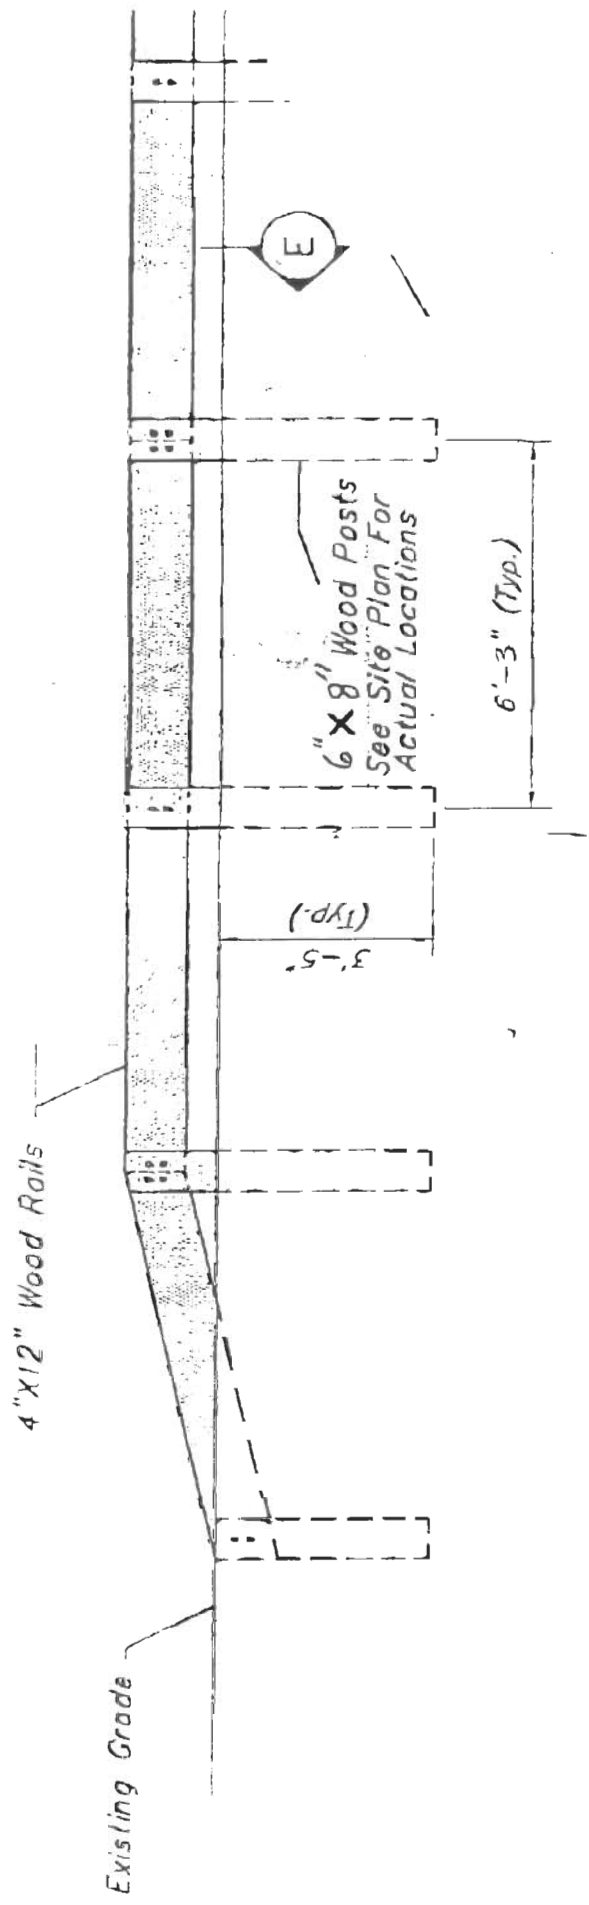 E
6" X 8" Wood Posts
See Site Plan For
Actual Locations
6'-3" (Typ.)
3'-5"
(Typ.)
4"X12" Wood Rails
Existing Grade